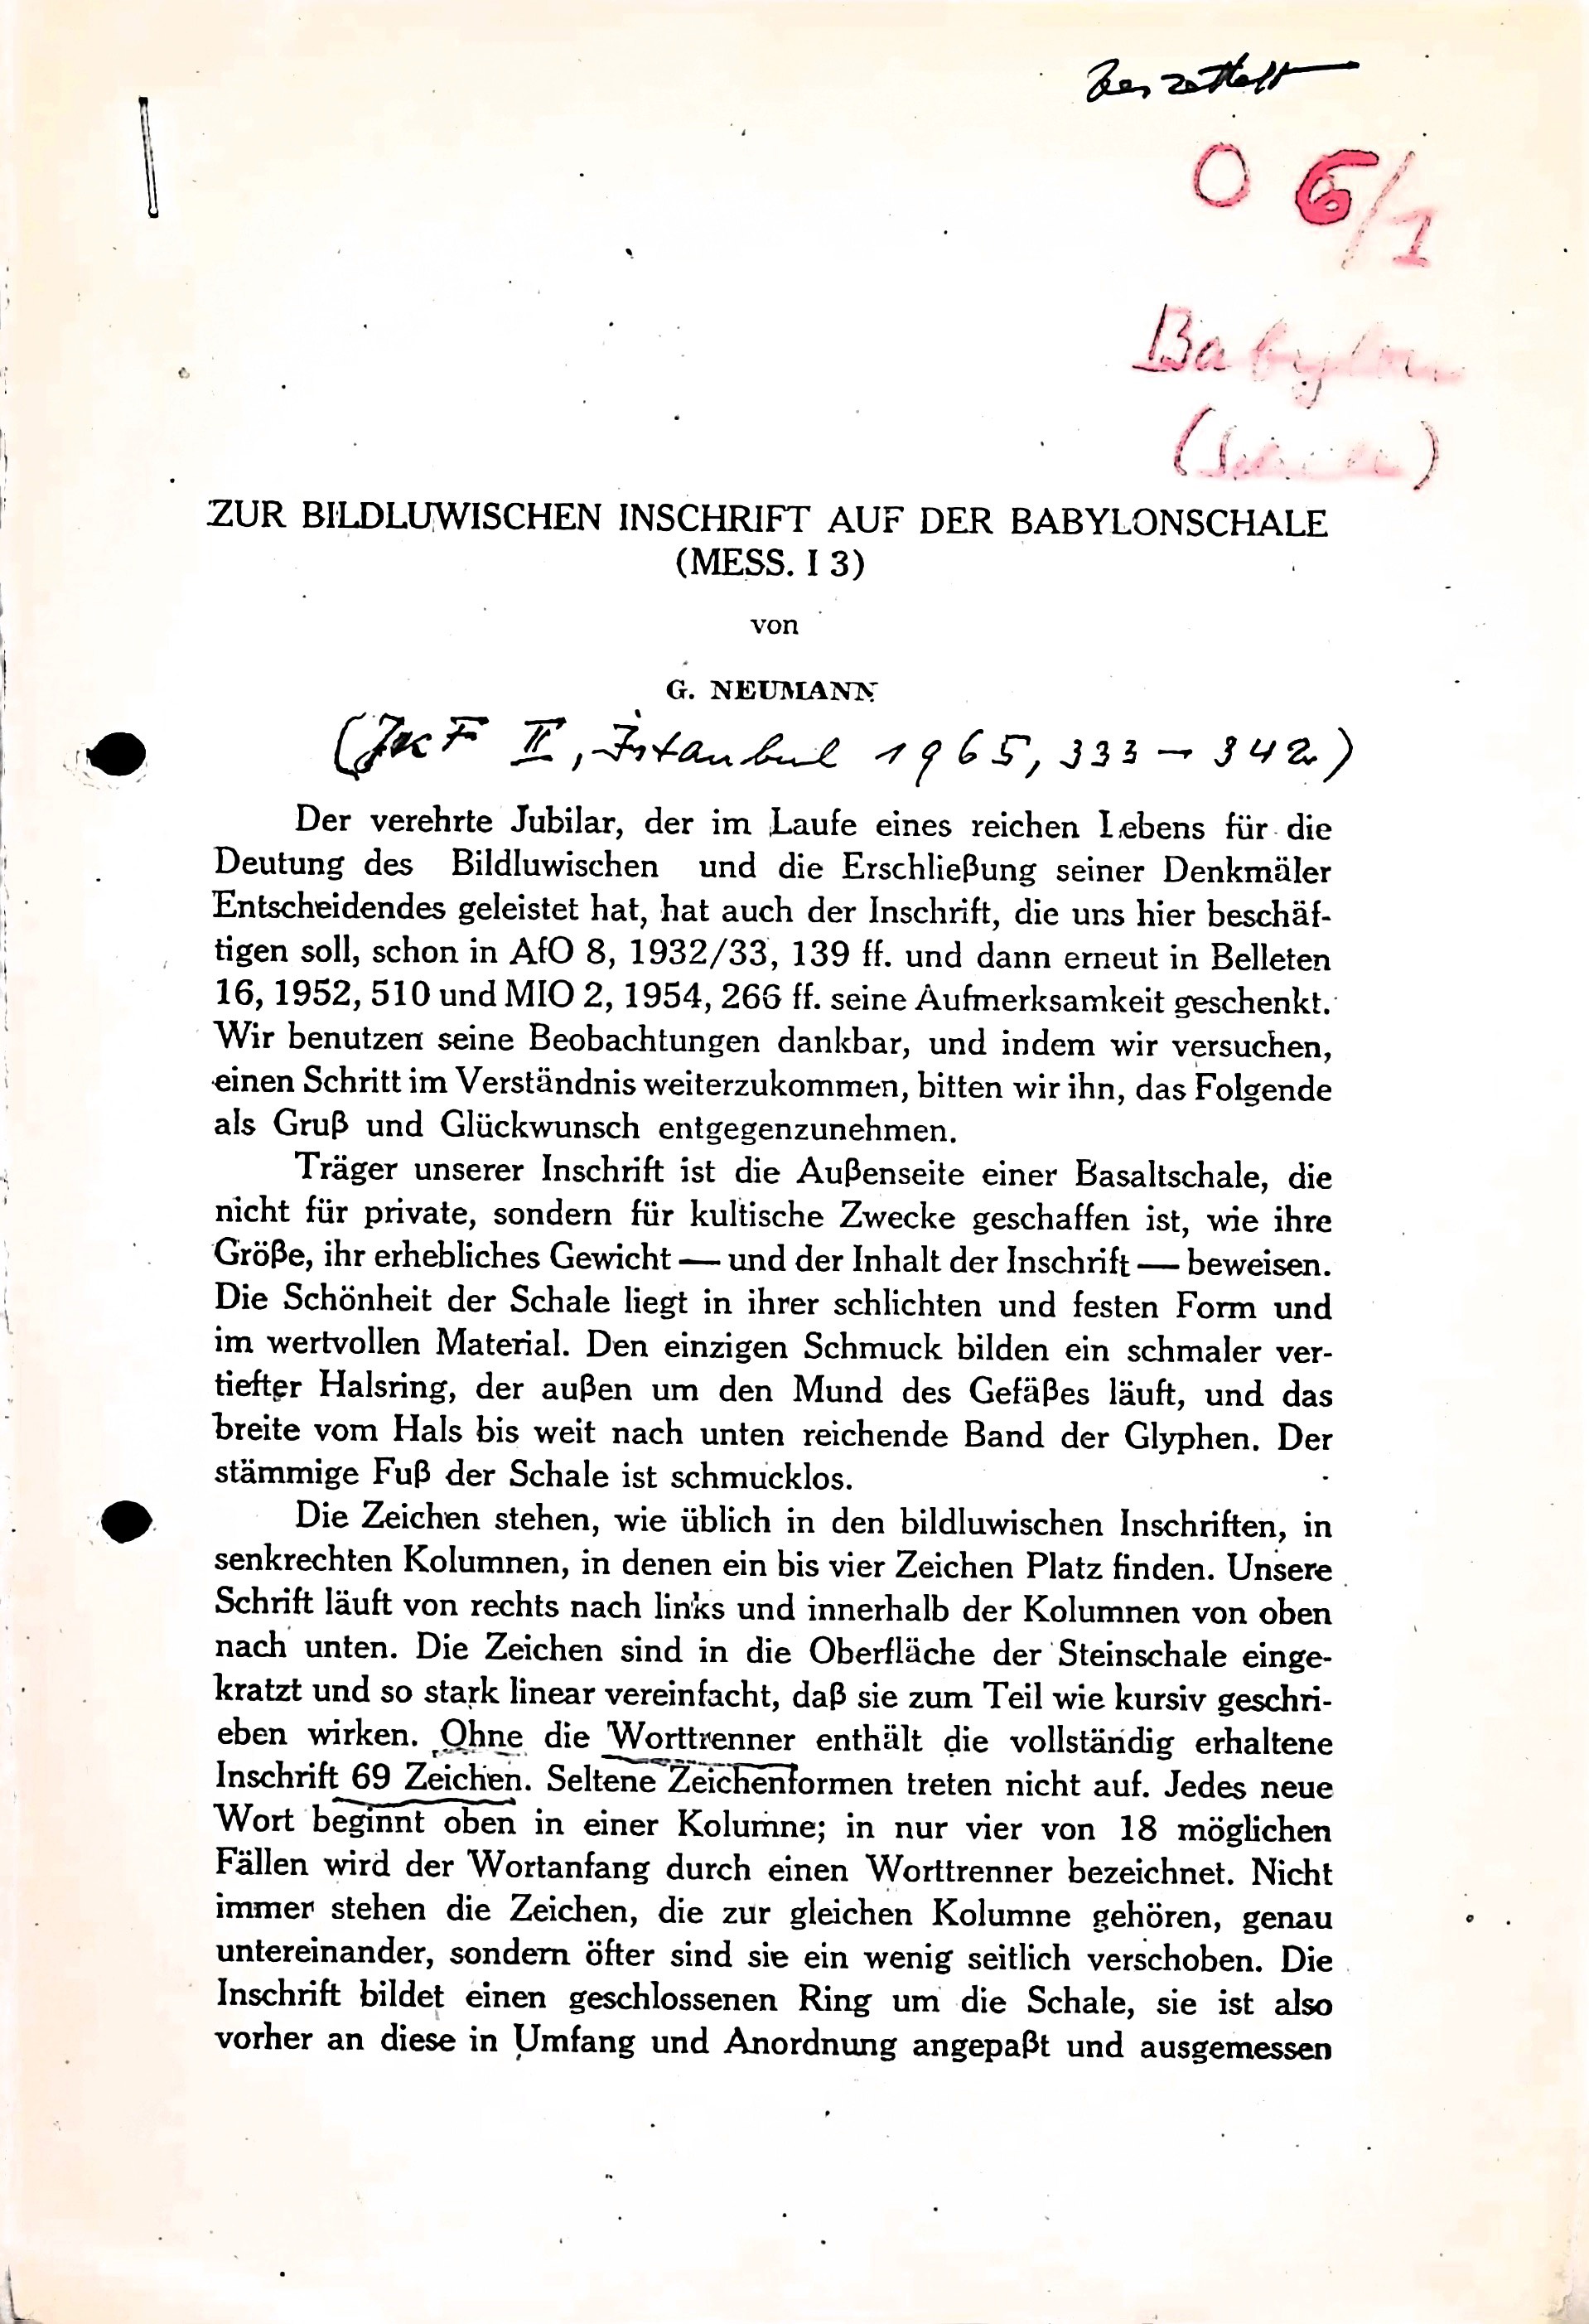 O 6/1
Babylon
ZUR BILDLUWISCHEN INSCHRIFT AUF DER BABYLONSCHALE
(MESS. I 3)
von
G. NEUMANN
(JKF II, İstanbul 1965, 333 — 342)
Der verehrte Jubilar, der im Laufe eines reichen Lebens für die
Deutung des Bildluwischen und die Erschließung seiner Denkmäler
Entscheidendes geleistet hat, hat auch der Inschrift, die uns hier beschäf-
tigen soll, schon in AfO 8, 1932/33, 139 ff. und dann erneut in Belleten
16, 1952, 510 und MIO 2, 1954, 266 ff. seine Aufmerksamkeit geschenkt.
Wir benutzen seine Beobachtungen dankbar, und indem wir versuchen,
einen Schritt im Verständnis weiterzukommen, bitten wir ihn, das Folgende
als Gruß und Glückwunsch entgegenzunehmen.
Träger unserer Inschrift ist die Außenseite einer Basaltschale, die
nicht für private, sondern für kultische Zwecke geschaffen ist, wie ihre
Größe, ihr erhebliches Gewicht — und der Inhalt der Inschrift — beweisen.
Die Schönheit der Schale liegt in ihrer schlichten und festen Form und
im wertvollen Material. Den einzigen Schmuck bilden ein schmaler ver-
tiefter Halsring, der außen um den Mund des Gefäßes läuft, und das
breite vom Hals bis weit nach unten reichende Band der Glyphen. Der
stämmige Fuß der Schale ist schmucklos.
Die Zeichen stehen, wie üblich in den bildluwischen Inschriften, in
senkrechten Kolumnen, in denen ein bis vier Zeichen Platz finden. Unsere
Schrift läuft von rechts nach links und innerhalb der Kolumnen von oben
nach unten. Die Zeichen sind in die Oberfläche der Steinschale einge-
kratzt und so stark linear vereinfacht, daß sie zum Teil wie kursiv geschri-
eben wirken. Ohne die Worttrenner enthält die vollständig erhaltene
Inschrift 69 Zeichen. Seltene Zeichenformen treten nicht auf. Jedes neue
Wort beginnt oben in einer Kolumne; in nur vier von 18 möglichen
Fällen wird der Wortanfang durch einen Worttrenner bezeichnet. Nicht
immer stehen die Zeichen, die zur gleichen Kolumne gehören, genau
untereinander, sondern öfter sind sie ein wenig seitlich verschoben. Die
Inschrift bildet einen geschlossenen Ring um die Schale, sie ist also
vorher an diese in Umfang und Anordnung angepaßt und ausgemessen